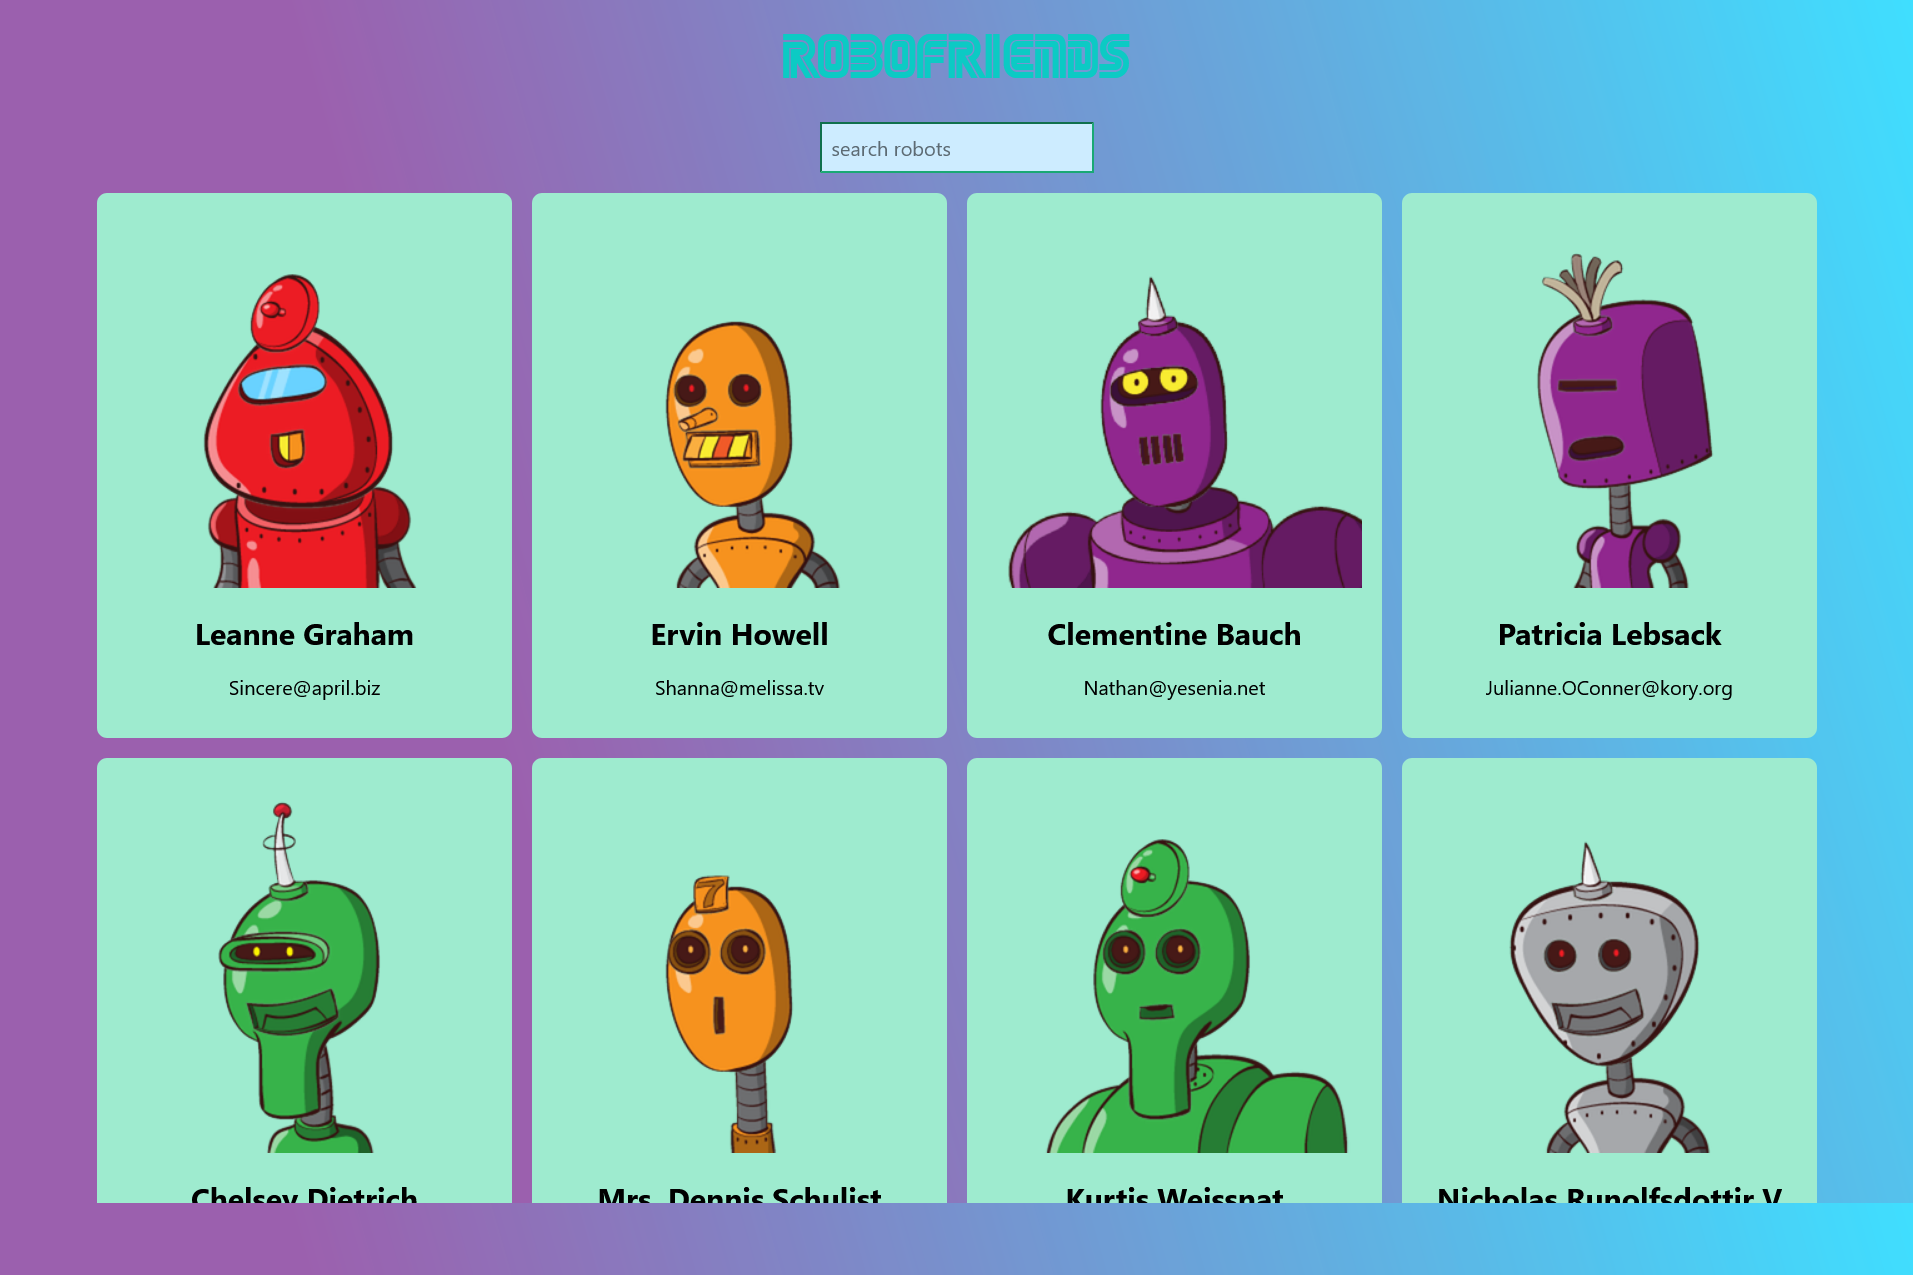 ROBOFRIENDS
search robots
Leanne Graham
Ervin Howell
Clementine Bauch
Patricia Lebsack
Sincere@april.biz
Shanna@melissa.tv
Nathan@yesenia.net
Julianne.OConner@kory.org
7
Chelsey Dietrich
Mrs. Dennis Schulist
Kurtis Weissnat
Nicholas Runolfsdottir V